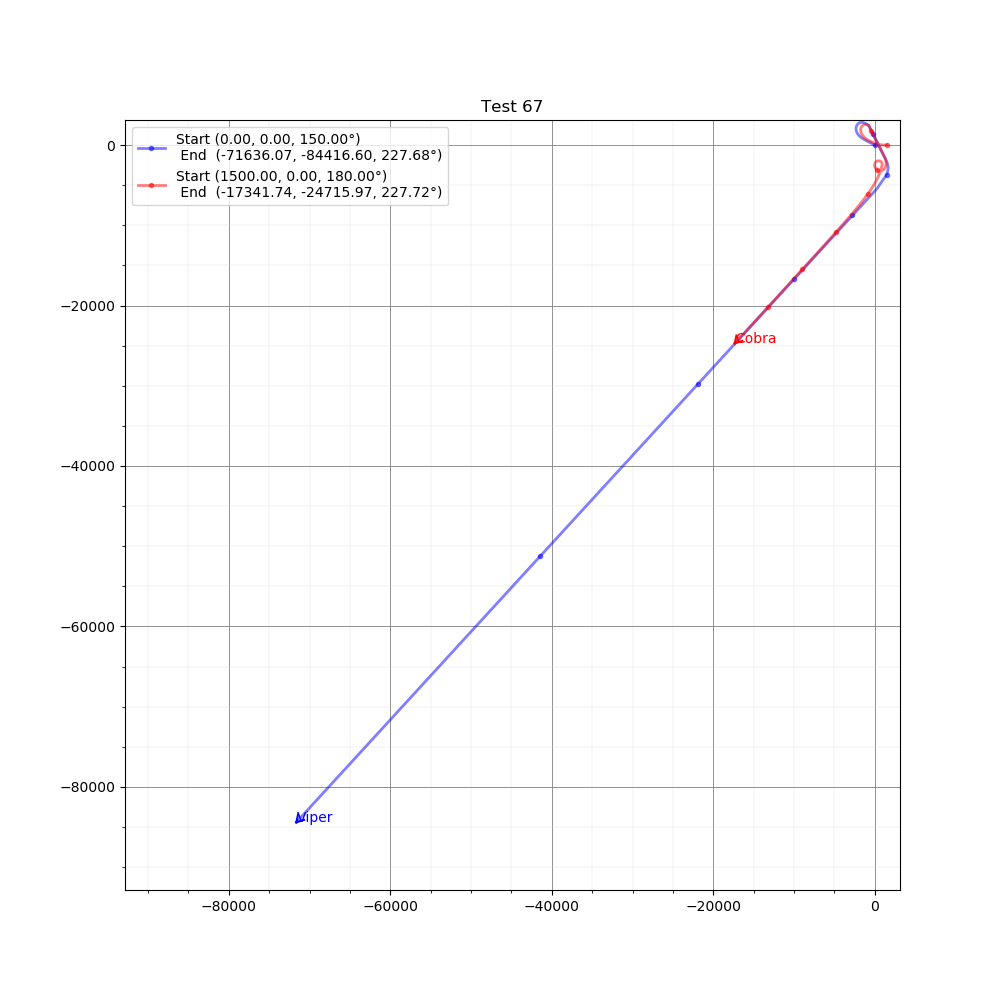 Test 67
Start (0.00, 0.00, 150.00°)
End (-71636.07, -84416.60, 227.68°)
Start (1500.00, 0.00, 180.00°)
End (-17341.74, -24715.97, 227.72°)
0
−20000
−40000
−60000
−80000
Cobra
Viper
−80000 −60000 −40000 −20000 0